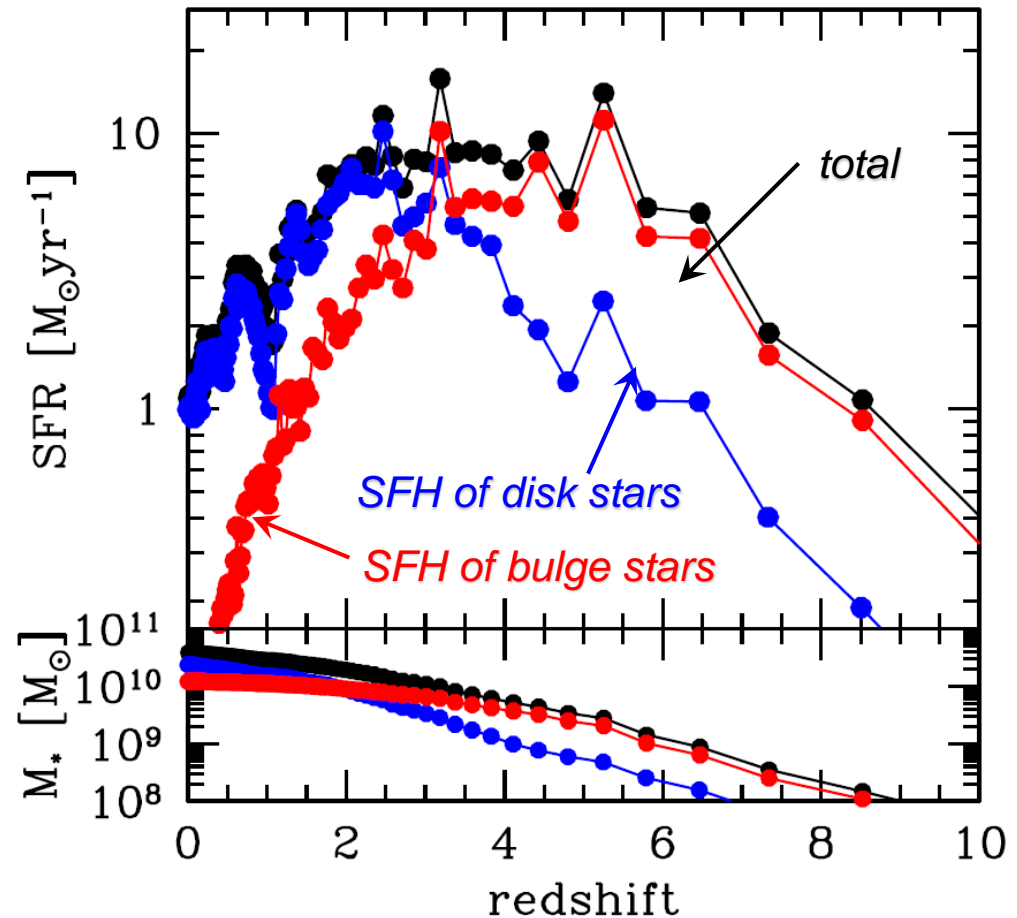 SFR [M⊙yr⁻¹]
10
1
total
SFH of disk stars
SFH of bulge stars
M* [M⊙]
10¹¹
10¹⁰
10⁹
10⁸
0 2 4 6 8 10
redshift